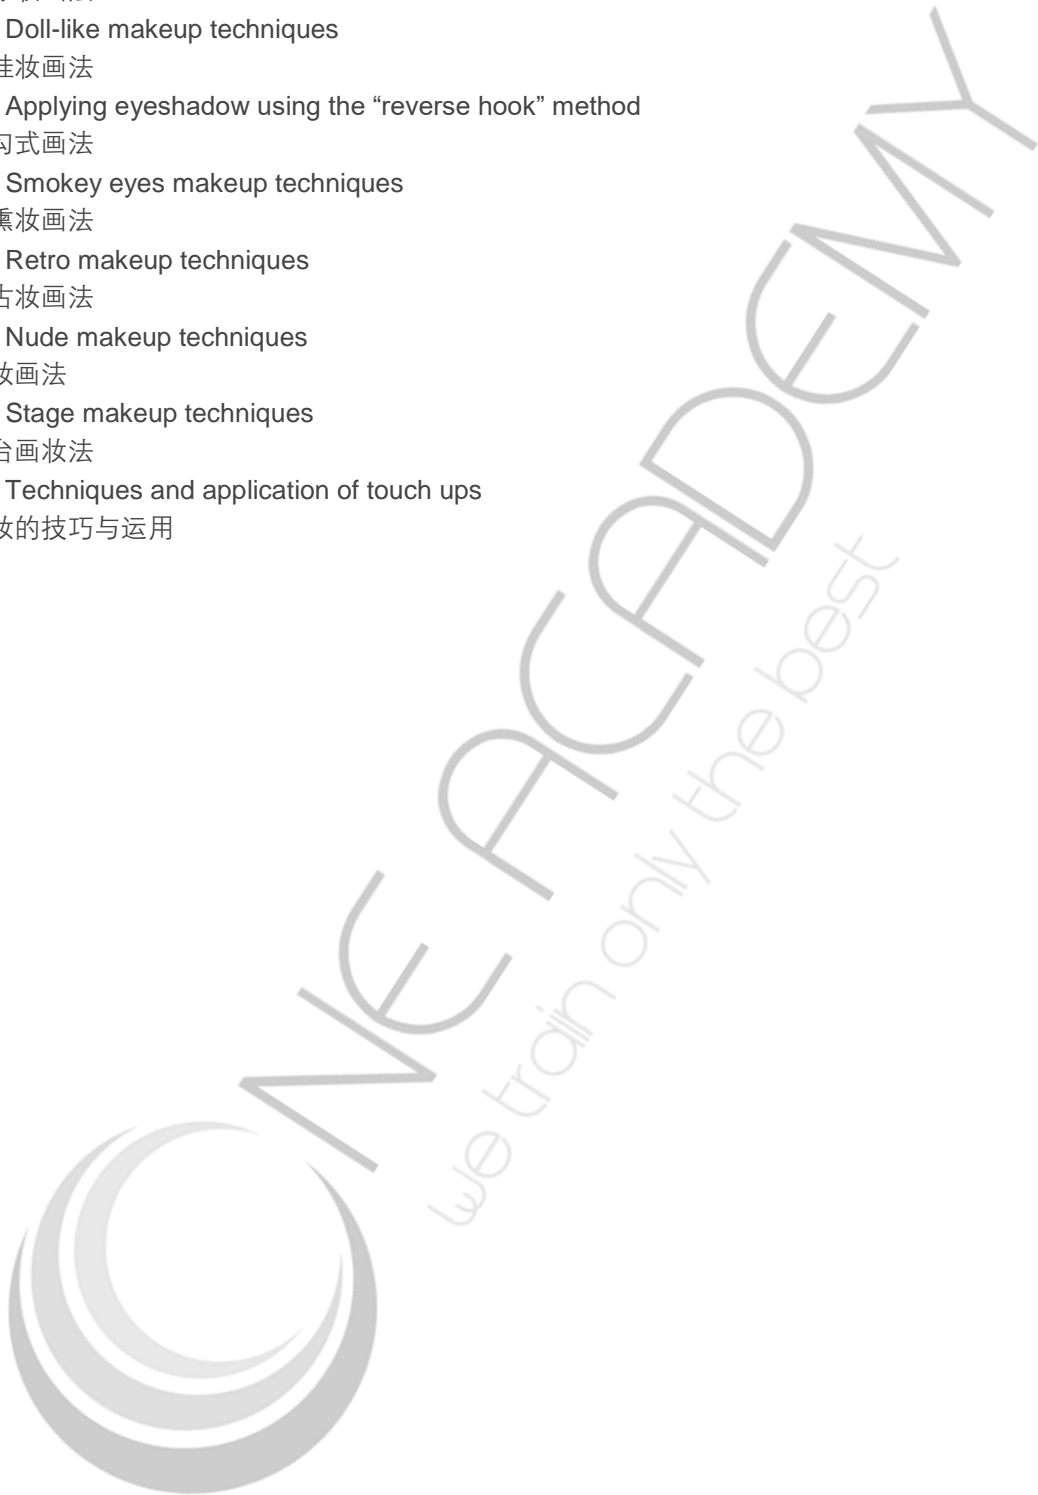 Doll-like makeup techniques
妆画法
Applying eyeshadow using the “reverse hook” method
式画法
Smokey eyes makeup techniques
妆画法
Retro makeup techniques
古妆画法
Nude makeup techniques
妆画法
Stage makeup techniques
台画妆法
Techniques and application of touch ups
妆的技巧与运用
ONE ACADEMY
we train only the best